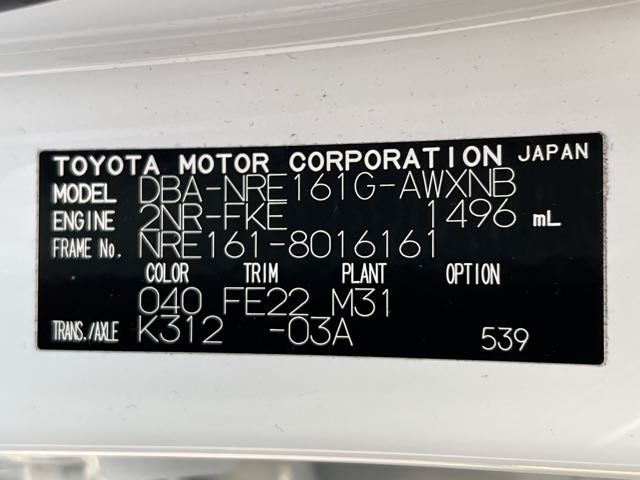 TOYOTA MOTOR CORPORATION JAPAN
MODEL DBA-NRE161G-AWXNB
ENGINE 2NR-FKE 1496 mL
FRAME No. NRE161-8016161
COLOR TRIM PLANT OPTION
040 FE22 M31
TRANS./AXLE K312 -03A 539